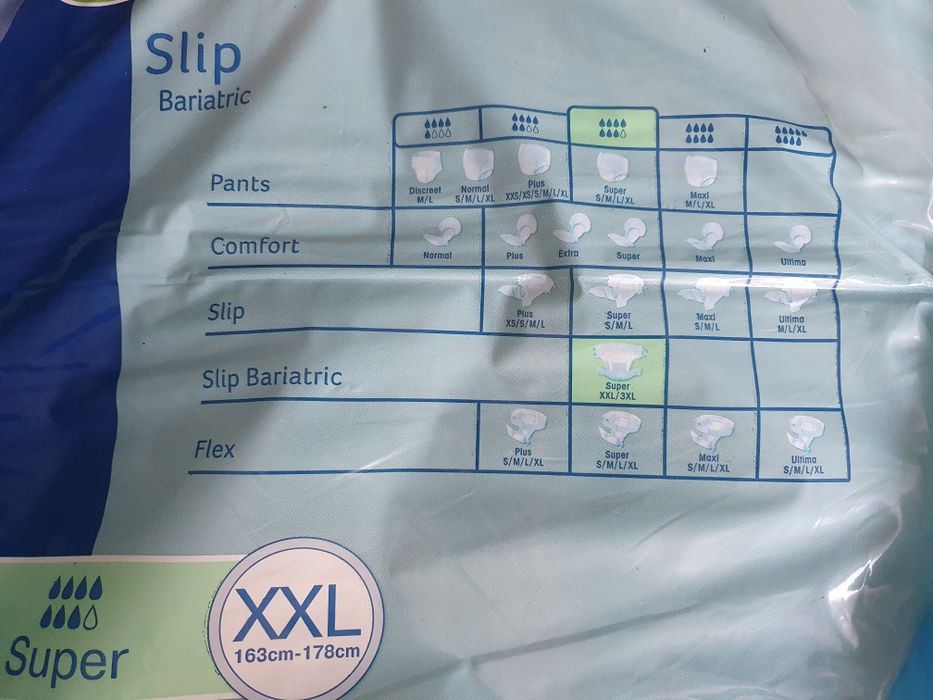 Slip
Bariatric
Pants
Discreet
M/L
Normal
S/M/L/XL
Plus
XXS/XS/S/M/L/XL
Super
S/M/L/XL
Maxi
M/L/XL
Comfort
Normal
Plus
Extra
Super
Maxi
Ultima
Slip
Plus
XS/S/M/L
Super
S/M/L
Maxi
S/M/L
Ultima
M/L/XL
Slip Bariatric
Super
XXL/3XL
Flex
Plus
S/M/L/XL
Super
S/M/L/XL
Maxi
S/M/L/XL
Ultima
S/M/L/XL
Super
XXL
163cm-178cm